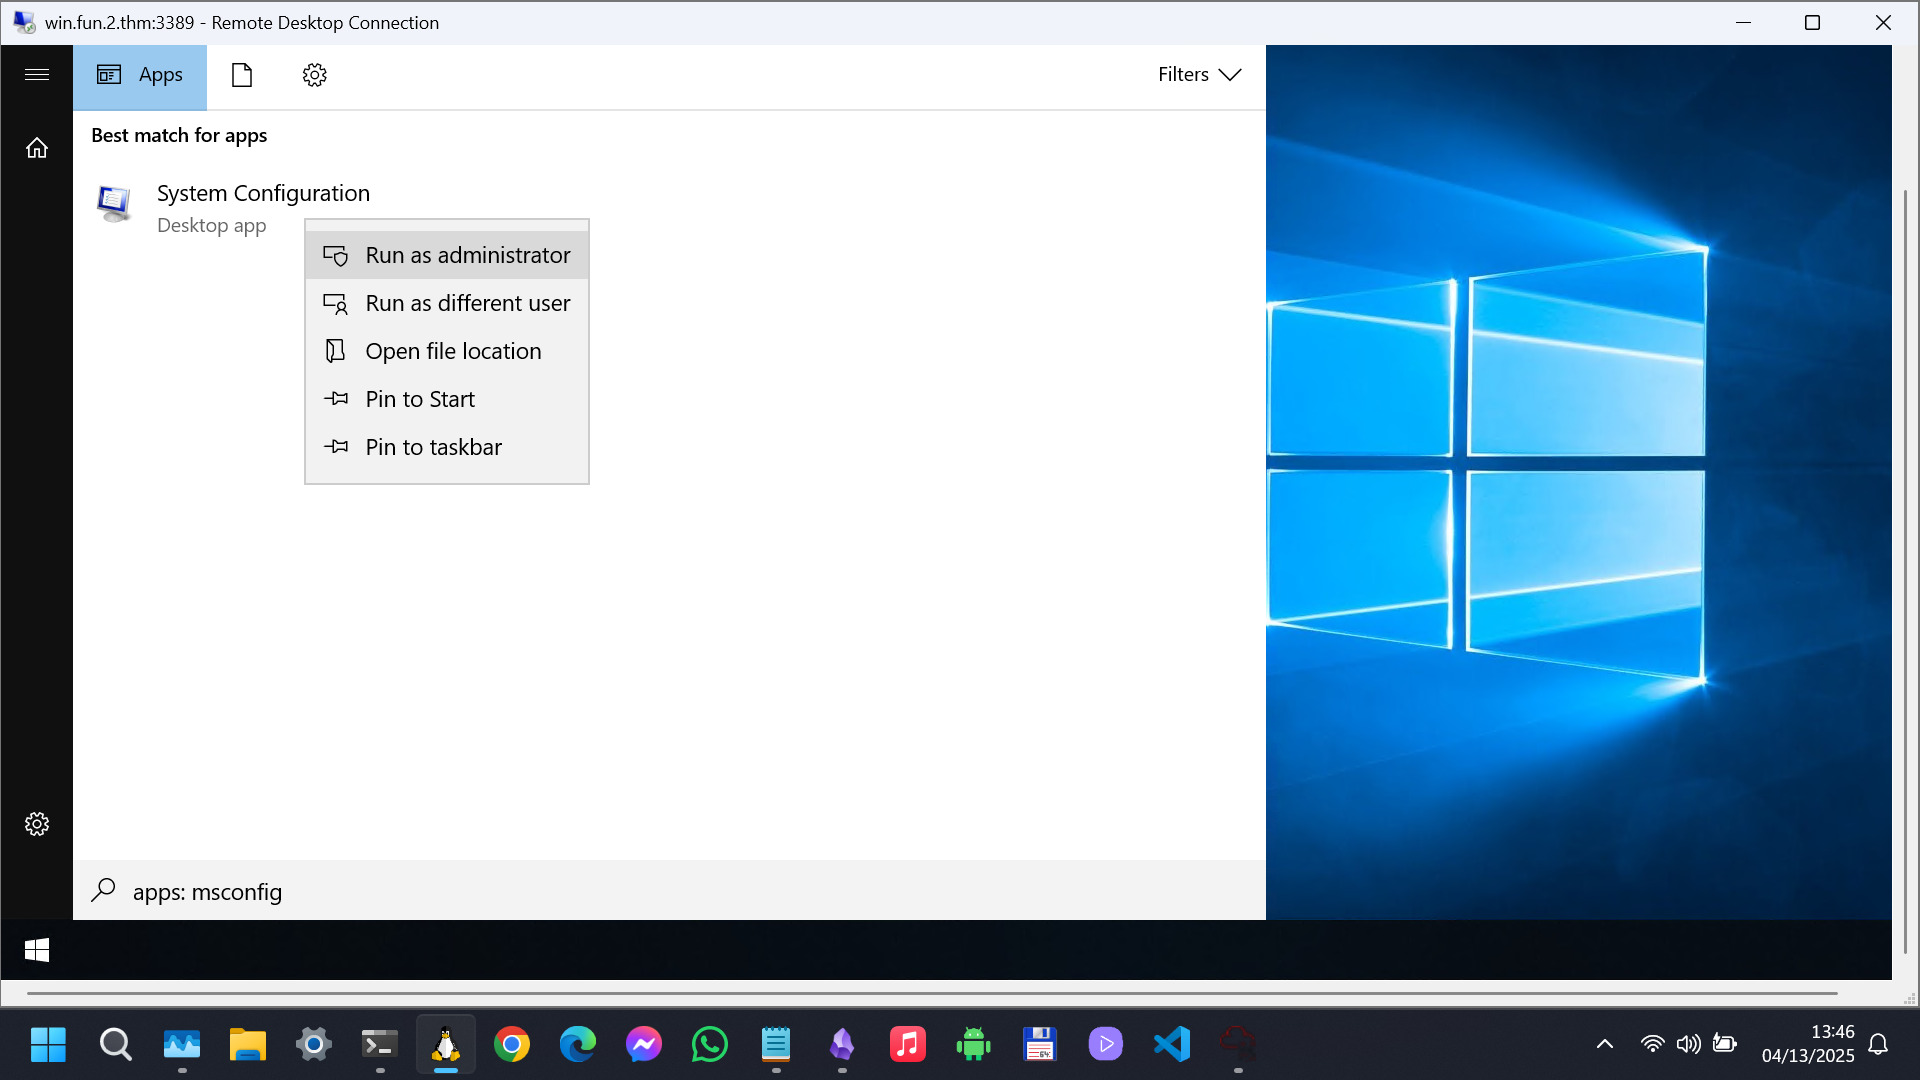 win.fun.2.thm:3389 - Remote Desktop Connection
Apps
Filters
Best match for apps
System Configuration
Desktop app
Run as administrator
Run as different user
Open file location
Pin to Start
Pin to taskbar
apps: msconfig
64
13:46
04/13/2025